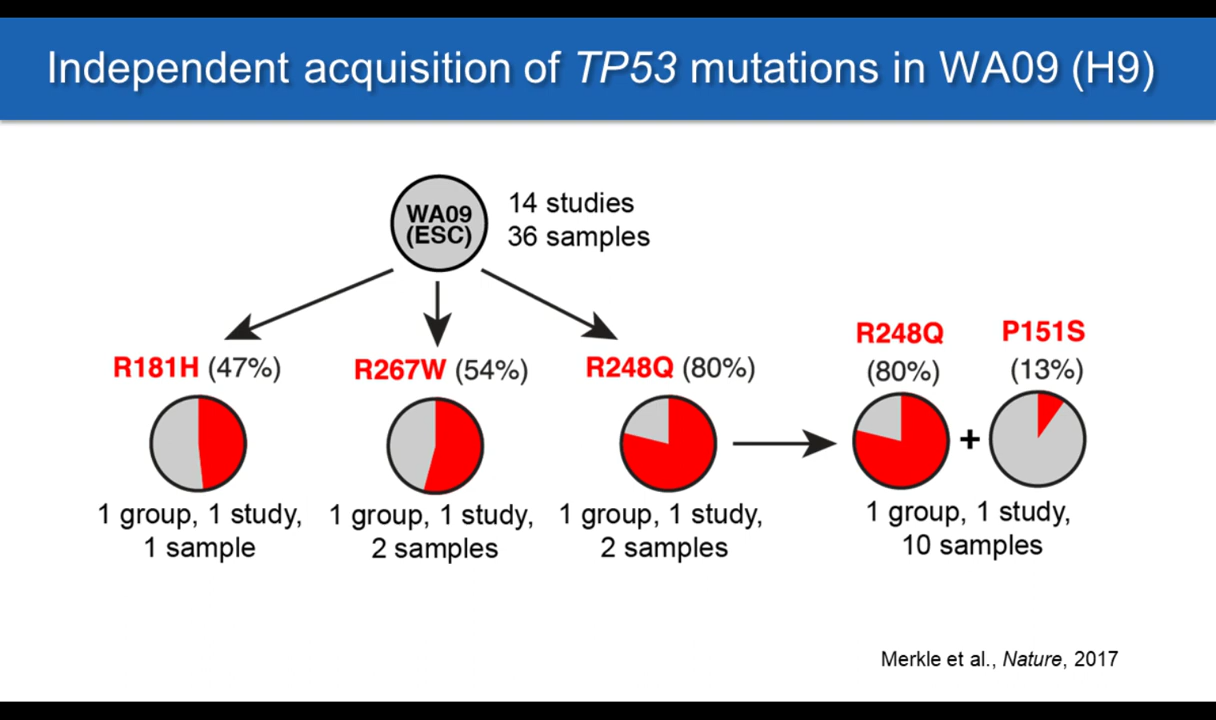 Independent acquisition of TP53 mutations in WA09 (H9)
WA09
(ESC)
14 studies
36 samples
R181H (47%)
R267W (54%)
R248Q (80%)
R248Q
(80%)
P151S
(13%)
+
1 group, 1 study,
1 sample
1 group, 1 study,
2 samples
1 group, 1 study,
2 samples
1 group, 1 study,
10 samples
Merkle et al., Nature, 2017